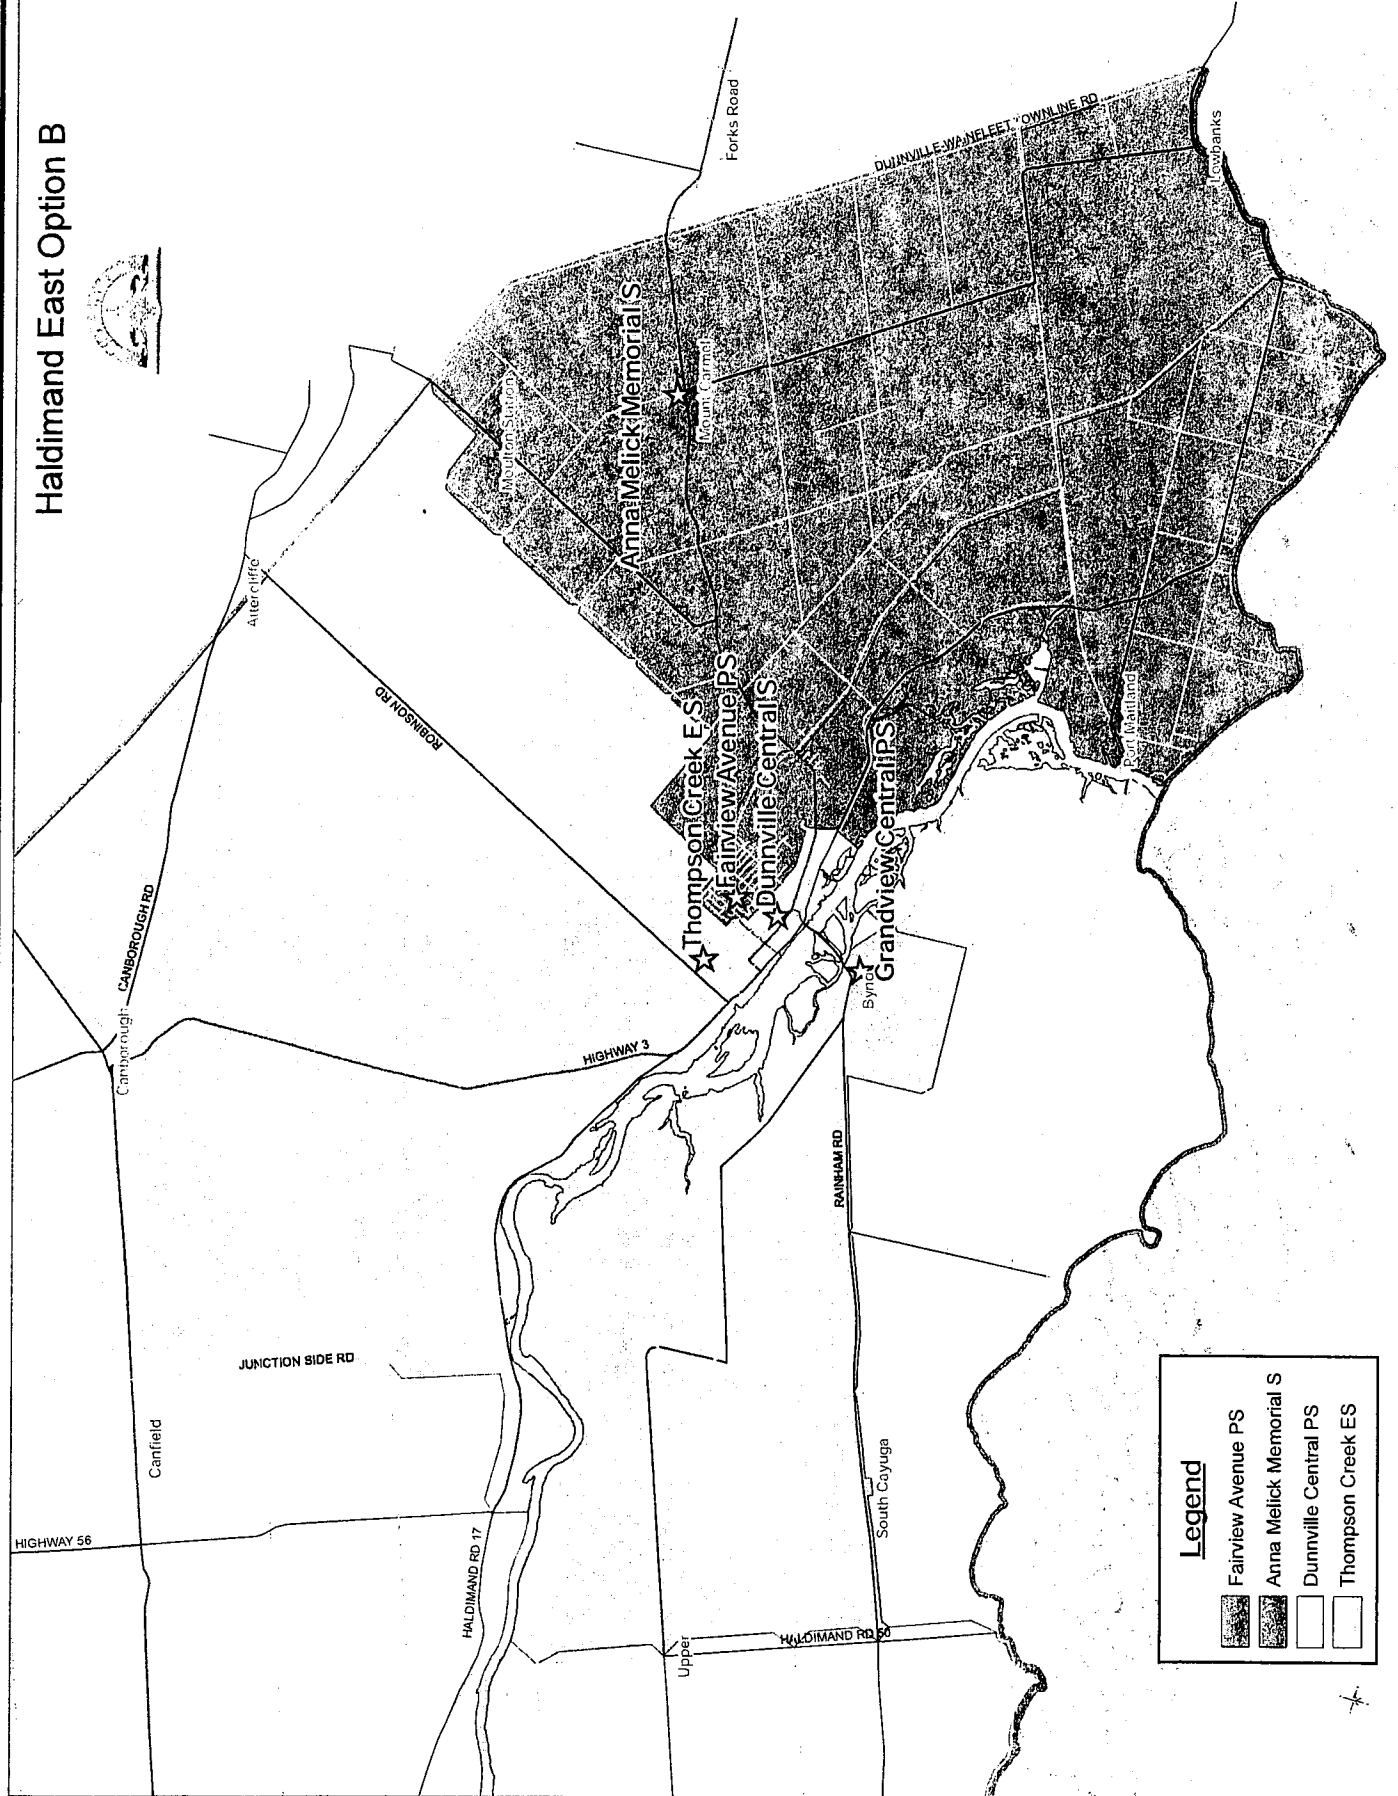 Haldimand East Option B
HIGHWAY 56
Canfield
JUNCTION SIDE RD
HALDIMAND RD 17
Canborough
CANBOROUGH RD
Attercliffe
ROBINSON RD
HIGHWAY 3
Moulton Station
Anna Melick Memorial S
Forks Road
Mount Carmel
DUNNVILLE-WAINFLEET TOWNLINE RD
Lowbanks
Thompson Creek E S
Fairview Avenue PS
Dunnville Central S
Grandview Central PS
Byng
Port Maitland
RAINHAM RD
South Cayuga
Upper
HALDIMAND RD 50
Legend
Fairview Avenue PS
Anna Melick Memorial S
Dunnville Central PS
Thompson Creek ES